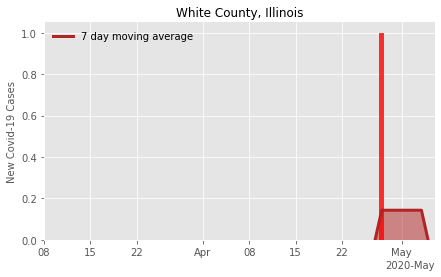 White County, Illinois
7 day moving average
New Covid-19 Cases
1.0
0.8
0.6
0.4
0.2
0.0
08 15 22 Apr 08 15 22 May
2020-May